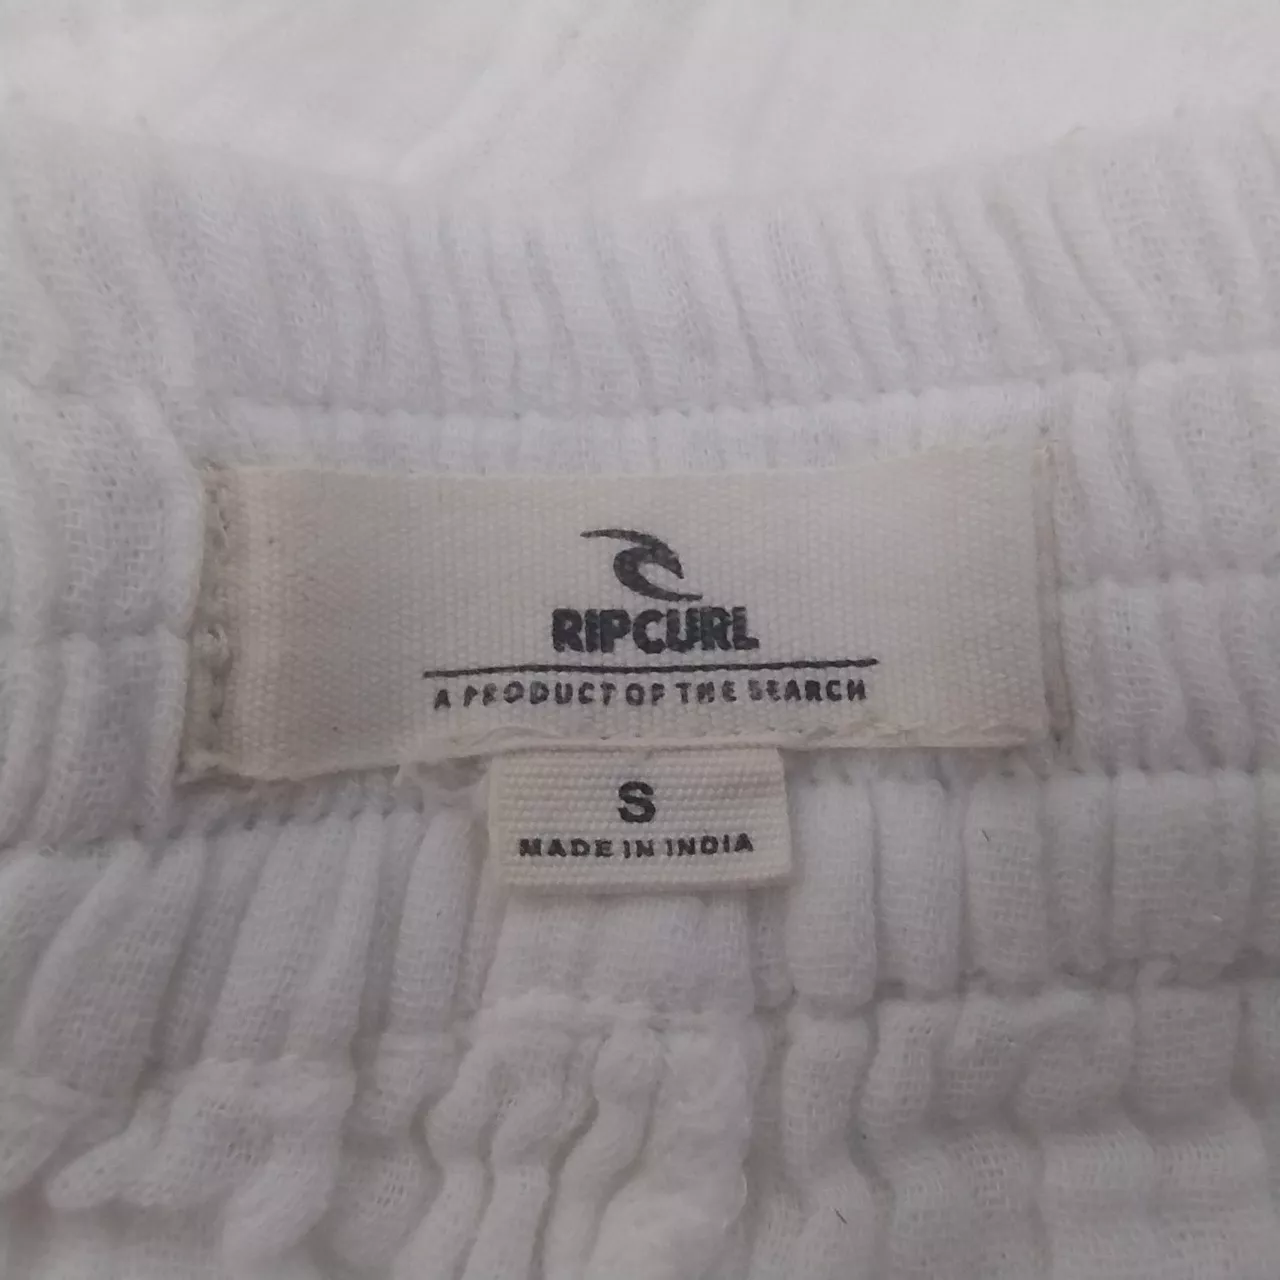 RIPCURL
A PRODUCT OF THE SEARCH
S
MADE IN INDIA